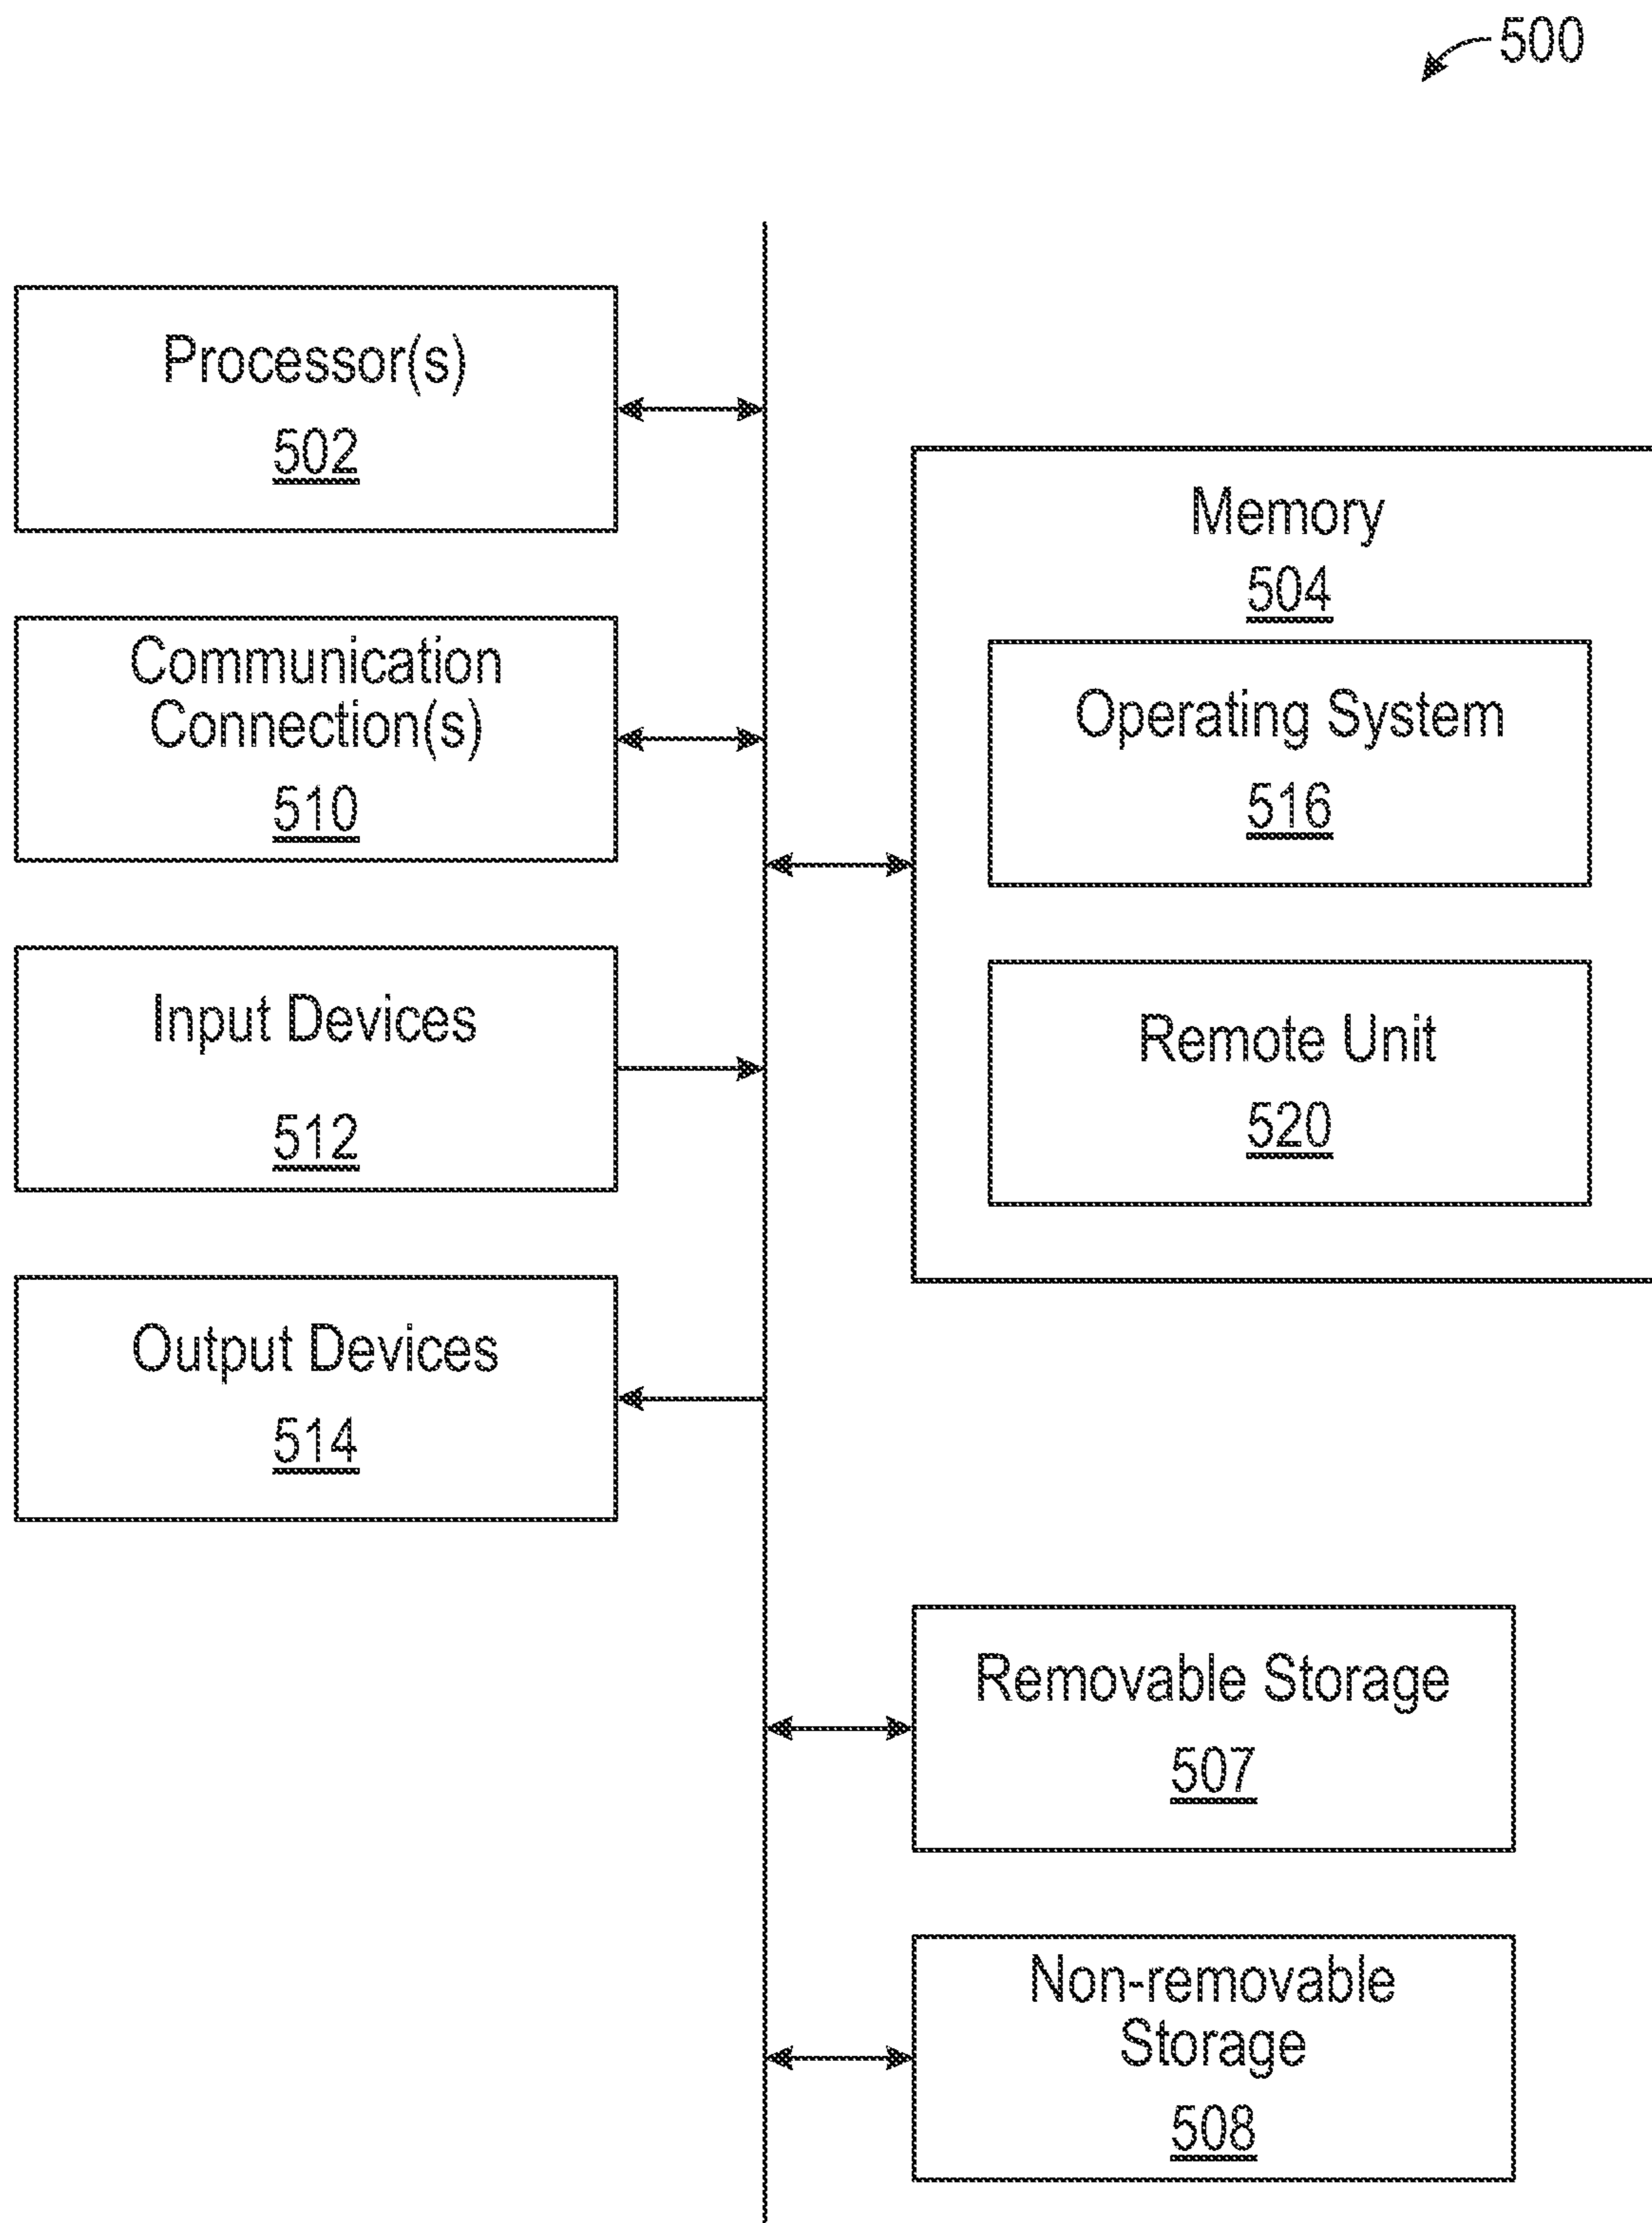 500
Processor(s)
502
Communication
Connection(s)
510
Input Devices
512
Output Devices
514
Memory
504
Operating System
516
Remote Unit
520
Removable Storage
507
Non-removable
Storage
508